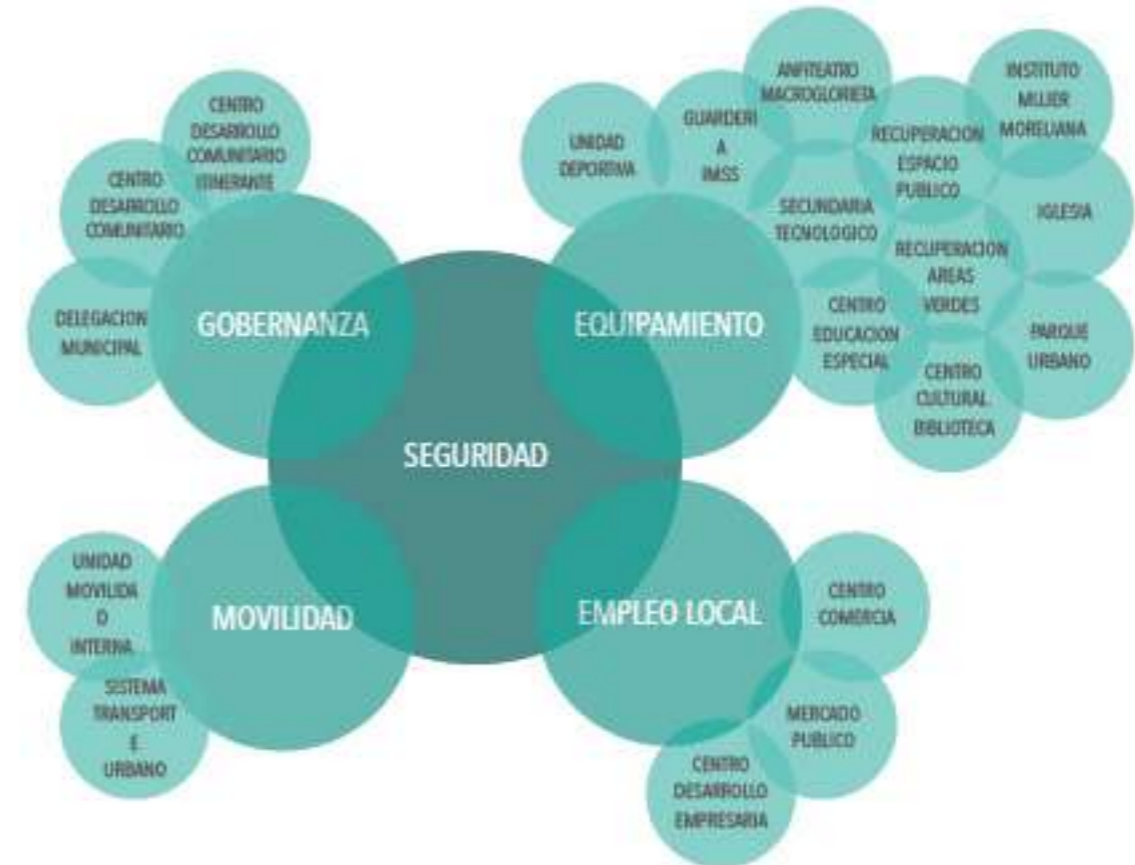 CENTRO
DESARROLLO
COMUNITARIO
ITINERANTE
CENTRO
DESARROLLO
COMUNITARIO
DELEGACION
MUNICIPAL
GOBERNANZA
UNIDAD
DEPORTIVA
GUARDERI
A
IMSS
ANFITEATRO
MACROGLORIETA
RECUPERACION
ESPACIO
PUBLICO
INSTITUTO
MUJER
MORELIANA
IGLESIA
SECUNDARIA
TECNOLOGICO
RECUPERACION
AREAS
VERDES
CENTRO
EDUCACION
ESPECIAL
PARQUE
URBANO
CENTRO
CULTURAL
BIBLIOTECA
EQUIPAMIENTO
SEGURIDAD
MOVILIDAD
UNIDAD
MOVILIDA
D
INTERNA
SISTEMA
TRANSPORT
E
URBANO
EMPLEO LOCAL
CENTRO
COMERCIA
MERCADO
PUBLICO
CENTRO
DESARROLLO
EMPRESARIA